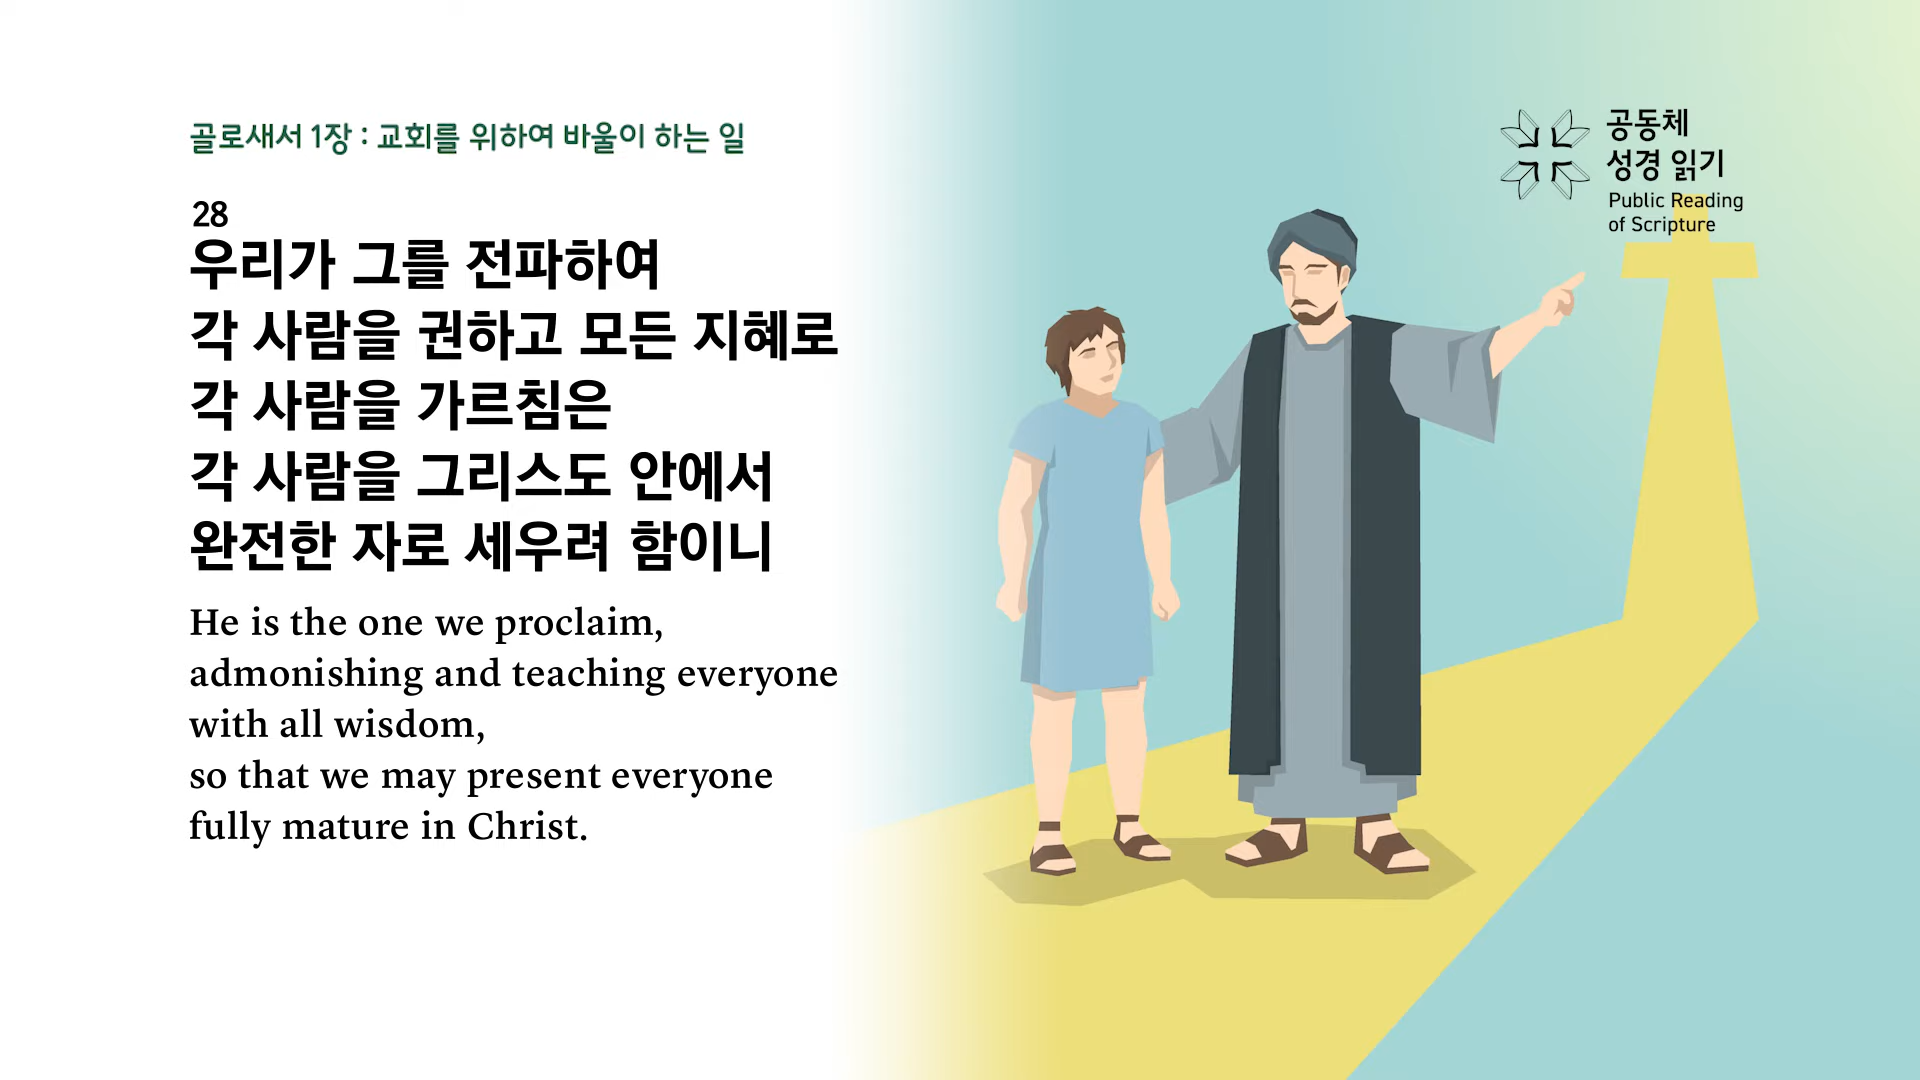 골로새서 1장 : 교회를 위하여 바울이 하는 일
28
우리가 그를 전파하여
각 사람을 권하고 모든 지혜로
각 사람을 가르침은
각 사람을 그리스도 안에서
완전한 자로 세우려 함이니
He is the one we proclaim,
admonishing and teaching everyone
with all wisdom,
so that we may present everyone
fully mature in Christ.
공동체
성경 읽기
Public Reading
of Scripture